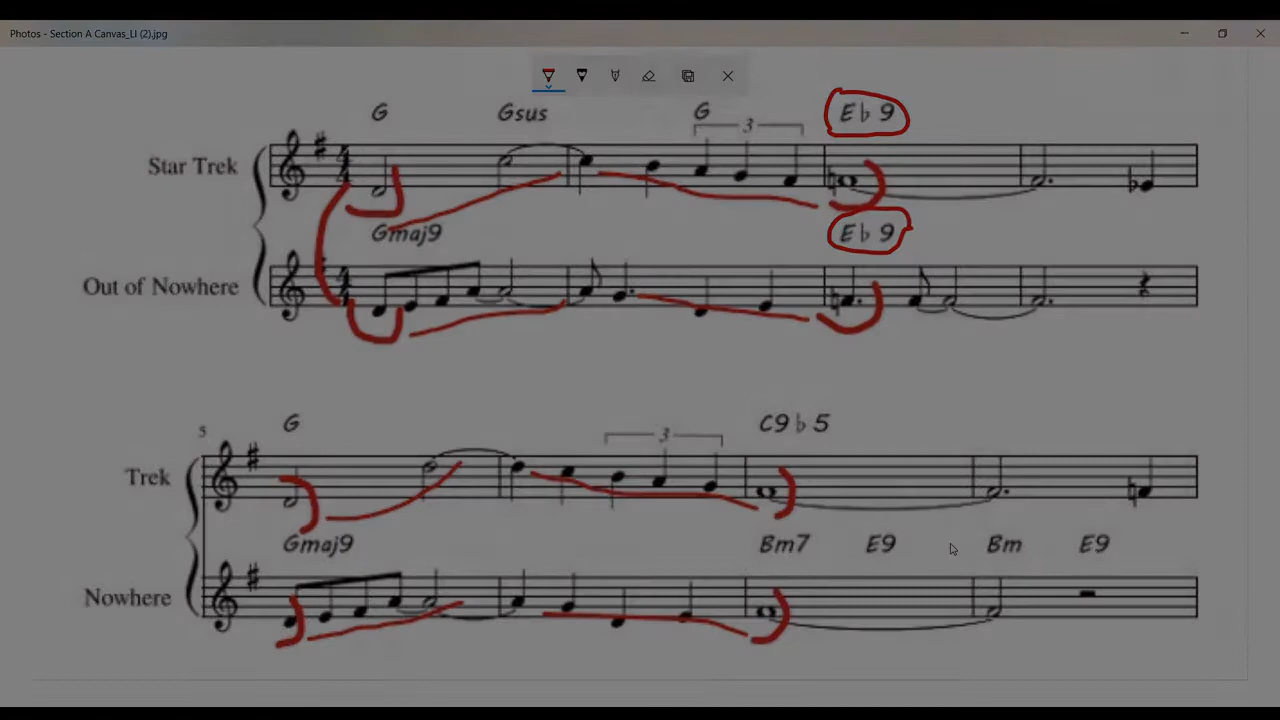 Photos - Section A Canvas_LI (2).jpg
G Gsus G E♭9
3
Star Trek
Gmaj9 E♭9
Out of Nowhere
5 G C9♭5
3
Trek
Gmaj9 Bm7 E9 Bm E9
Nowhere